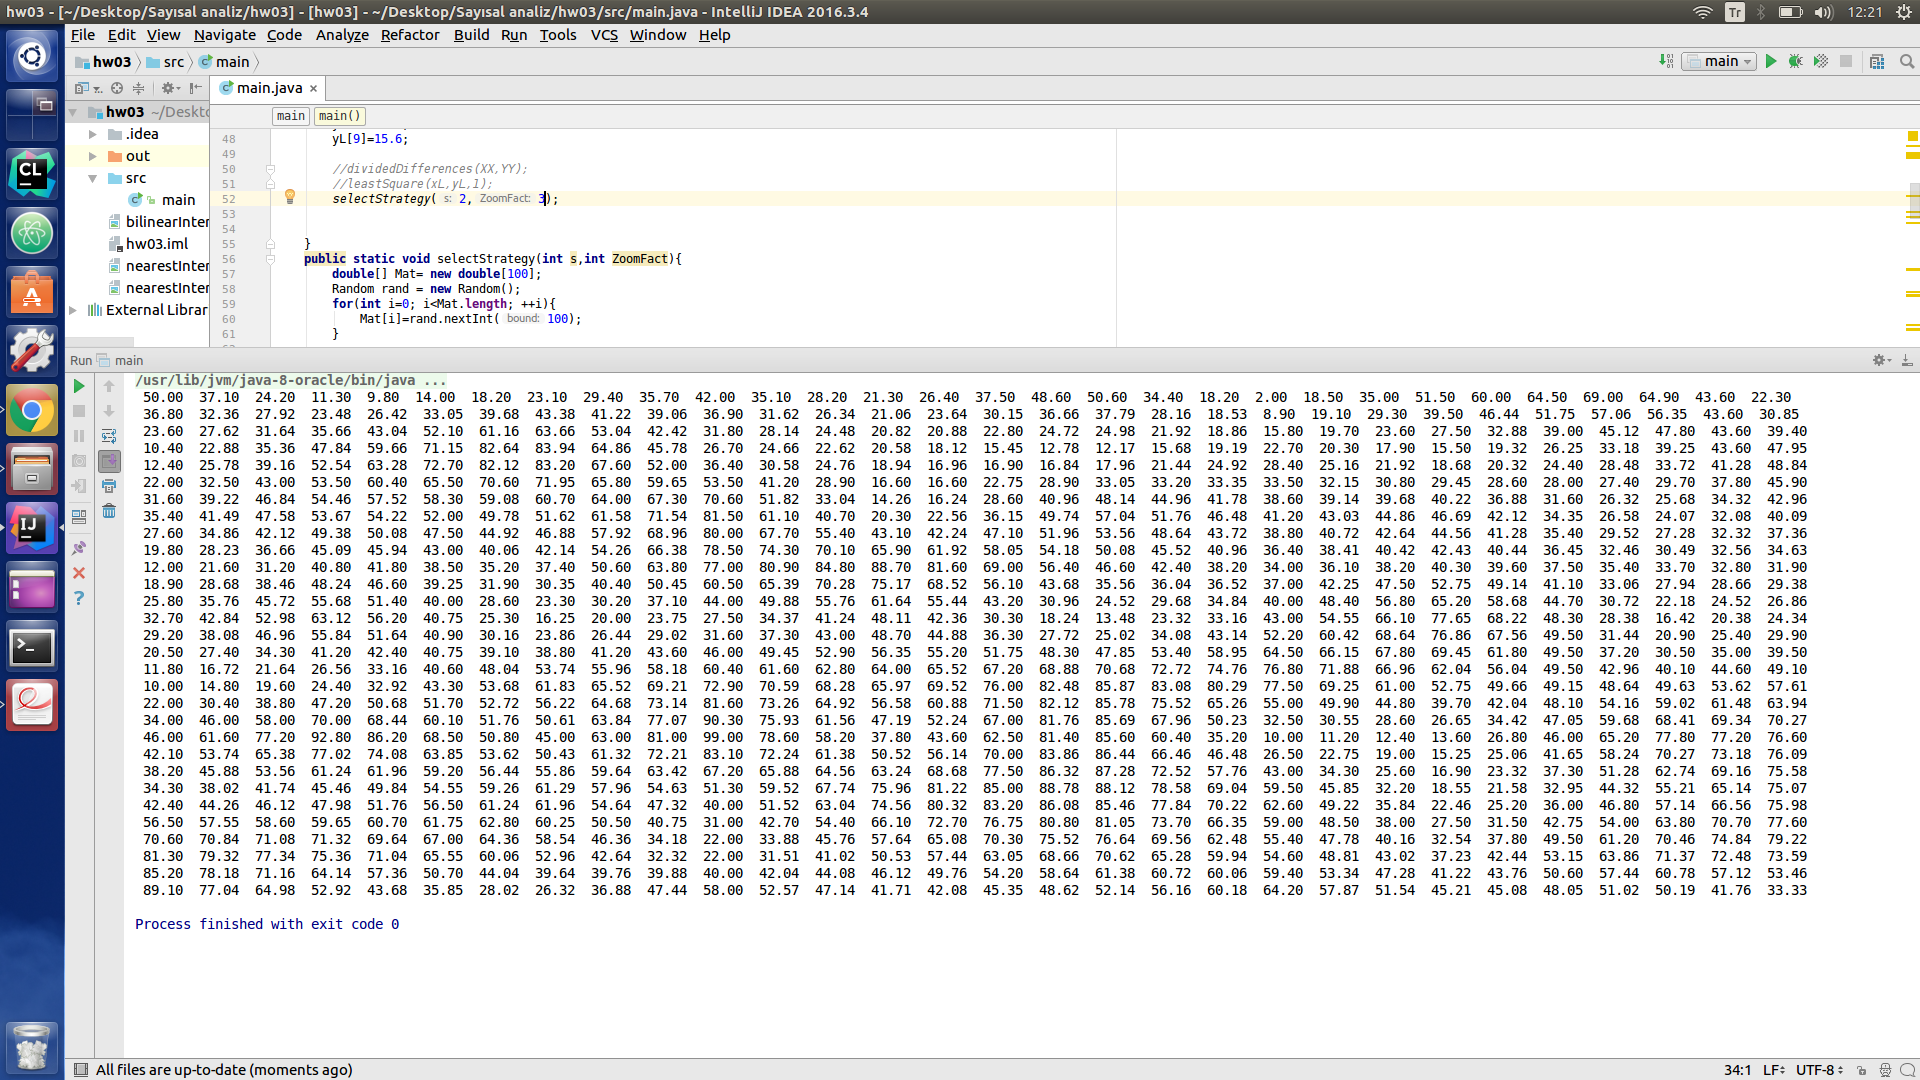 hw03 - [~/Desktop/Sayısal analiz/hw03] - [hw03] - ~/Desktop/Sayısal analiz/hw03/src/main.java - IntelliJ IDEA 2016.3.4
Tr
12:21
File Edit View Navigate Code Analyze Refactor Build Run Tools VCS Window Help
hw03 src main
main
main.java
hw03 ~/Deskto
.idea
out
src
main
bilinearInter
hw03.iml
nearestInter
nearestInter
External Librar
main main()
48 yL[9]=15.6;
49
50 //dividedDifferences(XX,YY);
51 //leastSquare(xL,yL,1);
52 selectStrategy( s: 2, ZoomFact: 3);
53
54
55 }
56 public static void selectStrategy(int s,int ZoomFact){
57 double[] Mat= new double[100];
58 Random rand = new Random();
59 for(int i=0; i<Mat.length; ++i){
60 Mat[i]=rand.nextInt( bound: 100);
61 }
Run main
/usr/lib/jvm/java-8-oracle/bin/java ...
50.00 37.10 24.20 11.30 9.80 14.00 18.20 23.10 29.40 35.70 42.00 35.10 28.20 21.30 26.40 37.50 48.60 50.60 34.40 18.20 2.00 18.50 35.00 51.50 60.00 64.50 69.00 64.90 43.60 22.30
36.80 32.36 27.92 23.48 26.42 33.05 39.68 43.38 41.22 39.06 36.90 31.62 26.34 21.06 23.64 30.15 36.66 37.79 28.16 18.53 8.90 19.10 29.30 39.50 46.44 51.75 57.06 56.35 43.60 30.85
23.60 27.62 31.64 35.66 43.04 52.10 61.16 63.66 53.04 42.42 31.80 28.14 24.48 20.82 20.88 22.80 24.72 24.98 21.92 18.86 15.80 19.70 23.60 27.50 32.88 39.00 45.12 47.80 43.60 39.40
10.40 22.88 35.36 47.84 59.66 71.15 82.64 83.94 64.86 45.78 26.70 24.66 22.62 20.58 18.12 15.45 12.78 12.17 15.68 19.19 22.70 20.30 17.90 15.50 19.32 26.25 33.18 39.25 43.60 47.95
12.40 25.78 39.16 52.54 63.28 72.70 82.12 83.20 67.60 52.00 36.40 30.58 24.76 18.94 16.96 16.90 16.84 17.96 21.44 24.92 28.40 25.16 21.92 18.68 20.32 24.40 28.48 33.72 41.28 48.84
22.00 32.50 43.00 53.50 60.40 65.50 70.60 71.95 65.80 59.65 53.50 41.20 28.90 16.60 16.60 22.75 28.90 33.05 33.20 33.35 33.50 32.15 30.80 29.45 28.60 28.00 27.40 29.70 37.80 45.90
31.60 39.22 46.84 54.46 57.52 58.30 59.08 60.70 64.00 67.30 70.60 51.82 33.04 14.26 16.24 28.60 40.96 48.14 44.96 41.78 38.60 39.14 39.68 40.22 36.88 31.60 26.32 25.68 34.32 42.96
35.40 41.49 47.58 53.67 54.22 52.00 49.78 51.62 61.58 71.54 81.50 61.10 40.70 20.30 22.56 36.15 49.74 57.04 51.76 46.48 41.20 43.03 44.86 46.69 42.12 34.35 26.58 24.07 32.08 40.09
27.60 34.86 42.12 49.38 50.08 47.50 44.92 46.88 57.92 68.96 80.00 67.70 55.40 43.10 42.24 47.10 51.96 53.56 48.64 43.72 38.80 40.72 42.64 44.56 41.28 35.40 29.52 27.28 32.32 37.36
19.80 28.23 36.66 45.09 45.94 43.00 40.06 42.14 54.26 66.38 78.50 74.30 70.10 65.90 61.92 58.05 54.18 50.08 45.52 40.96 36.40 38.41 40.42 42.43 40.44 36.45 32.46 30.49 32.56 34.63
12.00 21.60 31.20 40.80 41.80 38.50 35.20 37.40 50.60 63.80 77.00 80.90 84.80 88.70 81.60 69.00 56.40 46.60 42.40 38.20 34.00 36.10 38.20 40.30 39.60 37.50 35.40 33.70 32.80 31.90
18.90 28.68 38.46 48.24 46.60 39.25 31.90 30.35 40.40 50.45 60.50 65.39 70.28 75.17 68.52 56.10 43.68 35.56 36.04 36.52 37.00 42.25 47.50 52.75 49.14 41.10 33.06 27.94 28.66 29.38
25.80 35.76 45.72 55.68 51.40 40.00 28.60 23.30 30.20 37.10 44.00 49.88 55.76 61.64 55.44 43.20 30.96 24.52 29.68 34.84 40.00 48.40 56.80 65.20 58.68 44.70 30.72 22.18 24.52 26.86
32.70 42.84 52.98 63.12 56.20 40.75 25.30 16.25 20.00 23.75 27.50 34.37 41.24 48.11 42.36 30.30 18.24 13.48 23.32 33.16 43.00 54.55 66.10 77.65 68.22 48.30 28.38 16.42 20.38 24.34
29.20 38.08 46.96 55.84 51.64 40.90 30.16 23.86 26.44 29.02 31.60 37.30 43.00 48.70 44.88 36.30 27.72 25.02 34.08 43.14 52.20 60.42 68.64 76.86 67.56 49.50 31.44 20.90 25.40 29.90
20.50 27.40 34.30 41.20 42.40 40.75 39.10 38.80 41.20 43.60 46.00 49.45 52.90 56.35 55.20 51.75 48.30 47.85 53.40 58.95 64.50 66.15 67.80 69.45 61.80 49.50 37.20 30.50 35.00 39.50
11.80 16.72 21.64 26.56 33.16 40.60 48.04 53.74 55.96 58.18 60.40 61.60 62.80 64.00 65.52 67.20 68.88 70.68 72.72 74.76 76.80 71.88 66.96 62.04 56.04 49.50 42.96 40.10 44.60 49.10
10.00 14.80 19.60 24.40 32.92 43.30 53.68 61.83 65.52 69.21 72.90 70.59 68.28 65.97 69.52 76.00 82.48 85.87 83.08 80.29 77.50 69.25 61.00 52.75 49.66 49.15 48.64 49.63 53.62 57.61
22.00 30.40 38.80 47.20 50.68 51.70 52.72 56.22 64.68 73.14 81.60 73.26 64.92 56.58 60.88 71.50 82.12 85.78 75.52 65.26 55.00 49.90 44.80 39.70 42.04 48.10 54.16 59.02 61.48 63.94
34.00 46.00 58.00 70.00 68.44 60.10 51.76 50.61 63.84 77.07 90.30 75.93 61.56 47.19 52.24 67.00 81.76 85.69 67.96 50.23 32.50 30.55 28.60 26.65 34.42 47.05 59.68 68.41 69.34 70.27
46.00 61.60 77.20 92.80 86.20 68.50 50.80 45.00 63.00 81.00 99.00 78.60 58.20 37.80 43.60 62.50 81.40 85.60 60.40 35.20 10.00 11.20 12.40 13.60 26.80 46.00 65.20 77.80 77.20 76.60
42.10 53.74 65.38 77.02 74.08 63.85 53.62 50.43 61.32 72.21 83.10 72.24 61.38 50.52 56.14 70.00 83.86 86.44 66.46 46.48 26.50 22.75 19.00 15.25 25.06 41.65 58.24 70.27 73.18 76.09
38.20 45.88 53.56 61.24 61.96 59.20 56.44 55.86 59.64 63.42 67.20 65.88 64.56 63.24 68.68 77.50 86.32 87.28 72.52 57.76 43.00 34.30 25.60 16.90 23.32 37.30 51.28 62.74 69.16 75.58
34.30 38.02 41.74 45.46 49.84 54.55 59.26 61.29 57.96 54.63 51.30 59.52 67.74 75.96 81.22 85.00 88.78 88.12 78.58 69.04 59.50 45.85 32.20 18.55 21.58 32.95 44.32 55.21 65.14 75.07
42.40 44.26 46.12 47.98 51.76 56.50 61.24 61.96 54.64 47.32 40.00 51.52 63.04 74.56 80.32 83.20 86.08 85.46 77.84 70.22 62.60 49.22 35.84 22.46 25.20 36.00 46.80 57.14 66.56 75.98
56.50 57.55 58.60 59.65 60.70 61.75 62.80 60.25 50.50 40.75 31.00 42.70 54.40 66.10 72.70 76.75 80.80 81.05 73.70 66.35 59.00 48.50 38.00 27.50 31.50 42.75 54.00 63.80 70.70 77.60
70.60 70.84 71.08 71.32 69.64 67.00 64.36 58.54 46.36 34.18 22.00 33.88 45.76 57.64 65.08 70.30 75.52 76.64 69.56 62.48 55.40 47.78 40.16 32.54 37.80 49.50 61.20 70.46 74.84 79.22
81.30 79.32 77.34 75.36 71.04 65.55 60.06 52.96 42.64 32.32 22.00 31.51 41.02 50.53 57.44 63.05 68.66 70.62 65.28 59.94 54.60 48.81 43.02 37.23 42.44 53.15 63.86 71.37 72.48 73.59
85.20 78.18 71.16 64.14 57.36 50.70 44.04 39.64 39.76 39.88 40.00 42.04 44.08 46.12 49.76 54.20 58.64 61.38 60.72 60.06 59.40 53.34 47.28 41.22 43.76 50.60 57.44 60.78 57.12 53.46
89.10 77.04 64.98 52.92 43.68 35.85 28.02 26.32 36.88 47.44 58.00 52.57 47.14 41.71 42.08 45.35 48.62 52.14 56.16 60.18 64.20 57.87 51.54 45.21 45.08 48.05 51.02 50.19 41.76 33.33
Process finished with exit code 0
All files are up-to-date (moments ago)
34:1 LF UTF-8